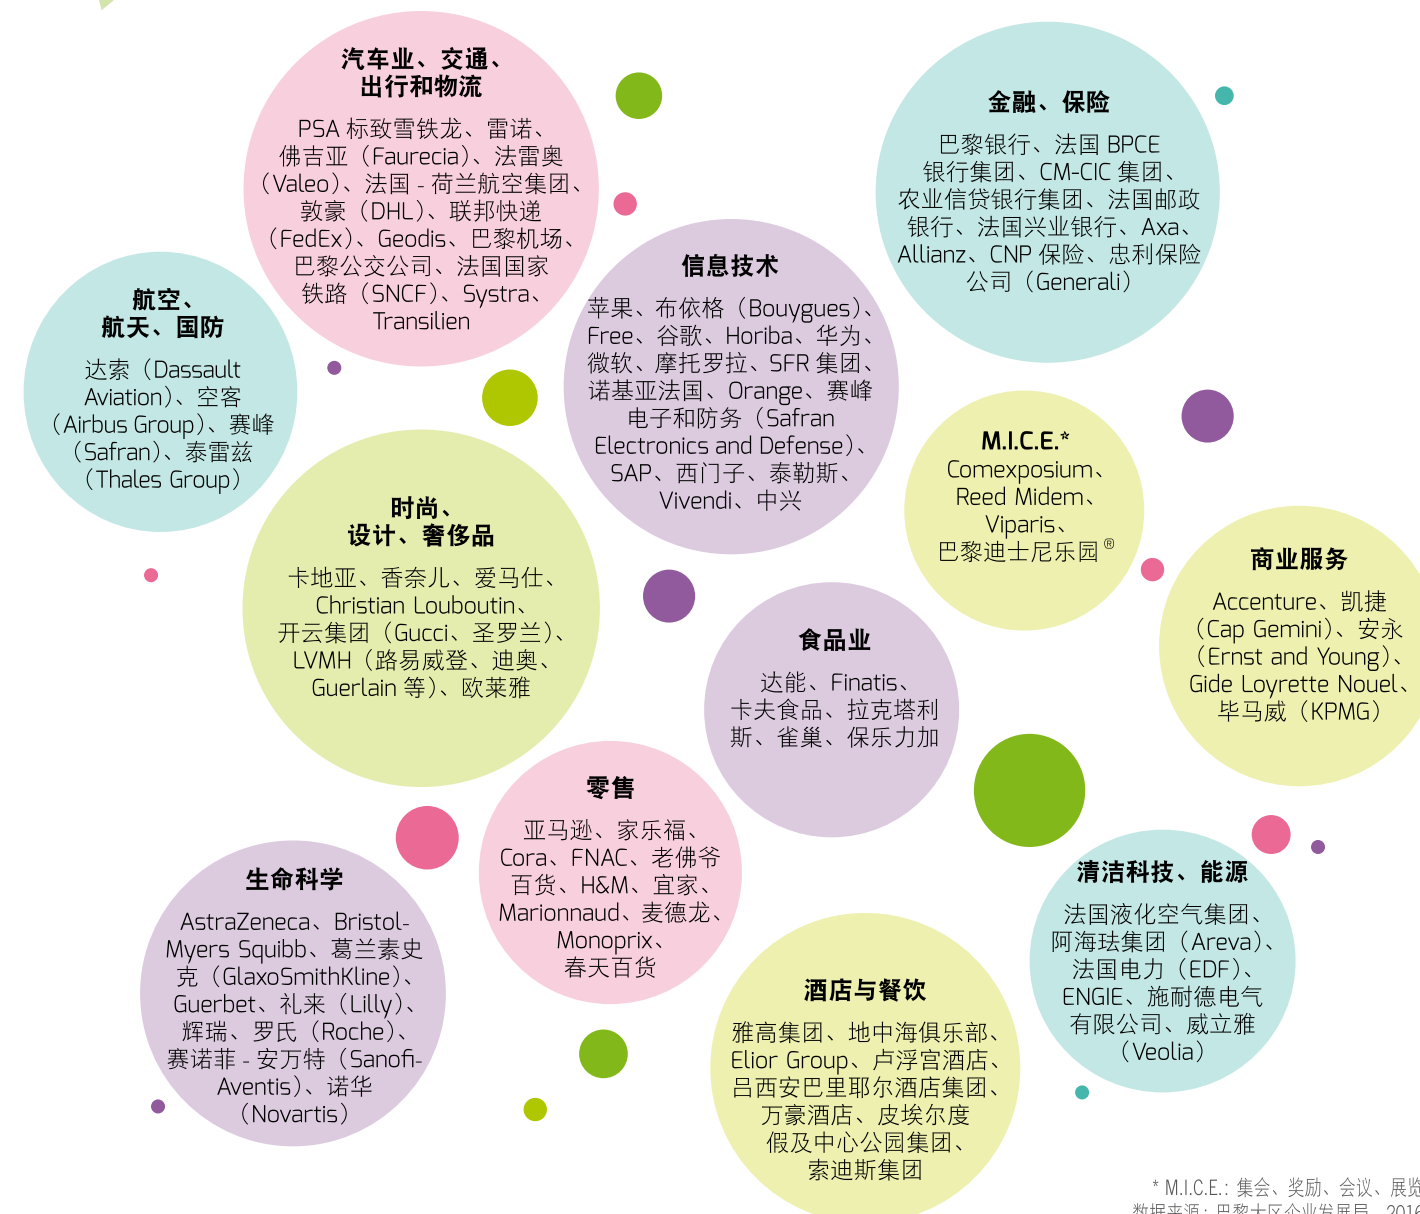 汽车业、交通、
出行和物流
PSA 标致雪铁龙、雷诺、
佛吉亚（Faurecia）、法雷奥
（Valeo）、法国 - 荷兰航空集团、
敦豪（DHL）、联邦快递
（FedEx）、Geodis、巴黎机场、
巴黎公交公司、法国国家
铁路（SNCF）、Systra、
Transilien
金融、保险
巴黎银行、法国 BPCE
银行集团、CM-CIC 集团、
农业信贷银行集团、法国邮政
银行、法国兴业银行、Axa、
Allianz、CNP 保险、忠利保险
公司（Generali）
航空、
航天、国防
达索（Dassault
Aviation）、空客
（Airbus Group）、赛峰
（Safran）、泰雷兹
（Thales Group）
信息技术
苹果、布依格（Bouygues）、
Free、谷歌、Horiba、华为、
微软、摩托罗拉、SFR 集团、
诺基亚法国、Orange、赛峰
电子和防务（Safran
Electronics and Defense）、
SAP、西门子、泰勒斯、
Vivendi、中兴
M.I.C.E.*
Comexposium、
Reed Midem、
Viparis、
巴黎迪士尼乐园®
时尚、
设计、奢侈品
卡地亚、香奈儿、爱马仕、
Christian Louboutin、
开云集团（Gucci、圣罗兰）、
LVMH（路易威登、迪奥、
Guerlain 等）、欧莱雅
商业服务
Accenture、凯捷
（Cap Gemini）、安永
（Ernst and Young）、
Gide Loyrette Nouel、
毕马威（KPMG）
食品业
达能、Finatis、
卡夫食品、拉克塔利
斯、雀巢、保乐力加
零售
亚马逊、家乐福、
Cora、FNAC、老佛爷
百货、H&M、宜家、
Marionnaud、麦德龙、
Monoprix、
春天百货
生命科学
AstraZeneca、Bristol-
Myers Squibb、葛兰素史
克（GlaxoSmithKline）、
Guerbet、礼来（Lilly）、
辉瑞、罗氏（Roche）、
赛诺菲 - 安万特（Sanofi-
Aventis）、诺华
（Novartis）
清洁科技、能源
法国液化空气集团、
阿海珐集团（Areva）、
法国电力（EDF）、
ENGIE、施耐德电气
有限公司、威立雅
（Veolia）
酒店与餐饮
雅高集团、地中海俱乐部、
Elior Group、卢浮宫酒店、
吕西安巴里耶尔酒店集团、
万豪酒店、皮埃尔度
假及中心公园集团、
索迪斯集团
* M.I.C.E.：集会、奖励、会议、展览
数据来源：巴黎大区企业发展局，2016